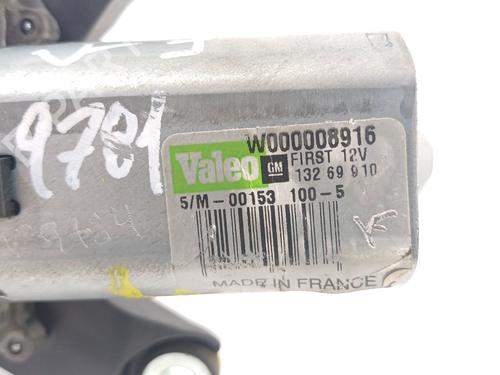 9781
W000008916
Valeo GM FIRST 12V
132 69 910
5/M-00153 100-5
MADE IN FRANCE